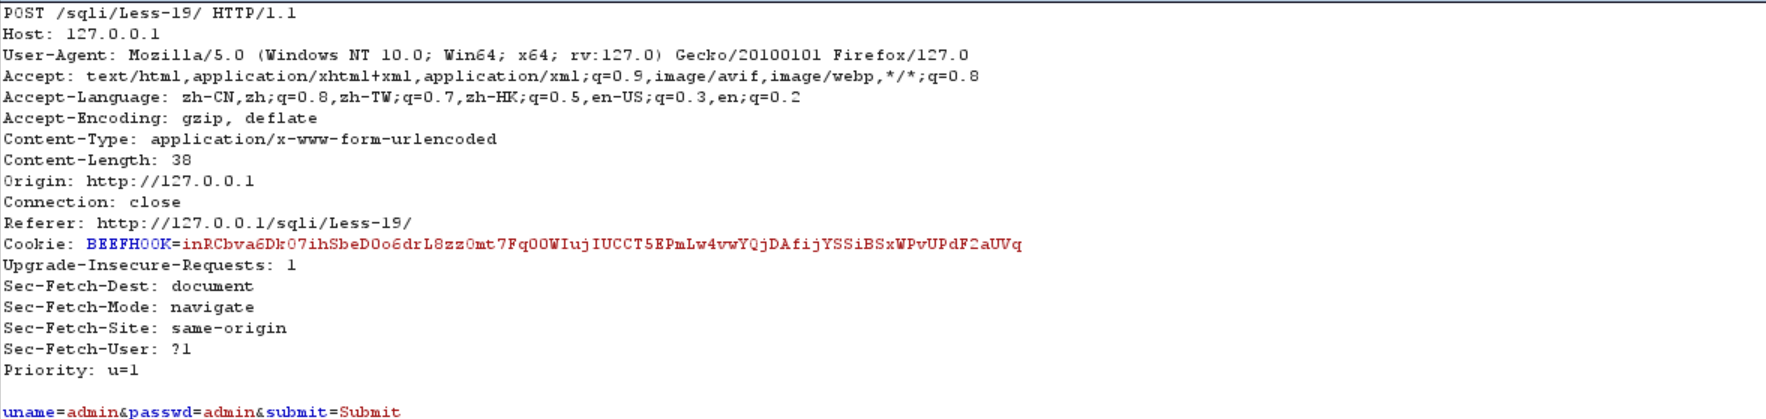 POST /sqli/Less-19/ HTTP/1.1
Host: 127.0.0.1
User-Agent: Mozilla/5.0 (Windows NT 10.0; Win64; x64; rv:127.0) Gecko/20100101 Firefox/127.0
Accept: text/html,application/xhtml+xml,application/xml;q=0.9,image/avif,image/webp,*/*;q=0.8
Accept-Language: zh-CN,zh;q=0.8,zh-TW;q=0.7,zh-HK;q=0.5,en-US;q=0.3,en;q=0.2
Accept-Encoding: gzip, deflate
Content-Type: application/x-www-form-urlencoded
Content-Length: 38
Origin: http://127.0.0.1
Connection: close
Referer: http://127.0.0.1/sqli/Less-19/
Cookie: BEEFHOOK=inRCbva6DkO7ihSbeD0o6drL8zz0mt7FqO0WIujIUCCT5EPmLw4vwYQjDAfijYSSiBSxWPvUPdF2aUVq
Upgrade-Insecure-Requests: 1
Sec-Fetch-Dest: document
Sec-Fetch-Mode: navigate
Sec-Fetch-Site: same-origin
Sec-Fetch-User: ?1
Priority: u=1
uname=admin&passwd=admin&submit=Submit